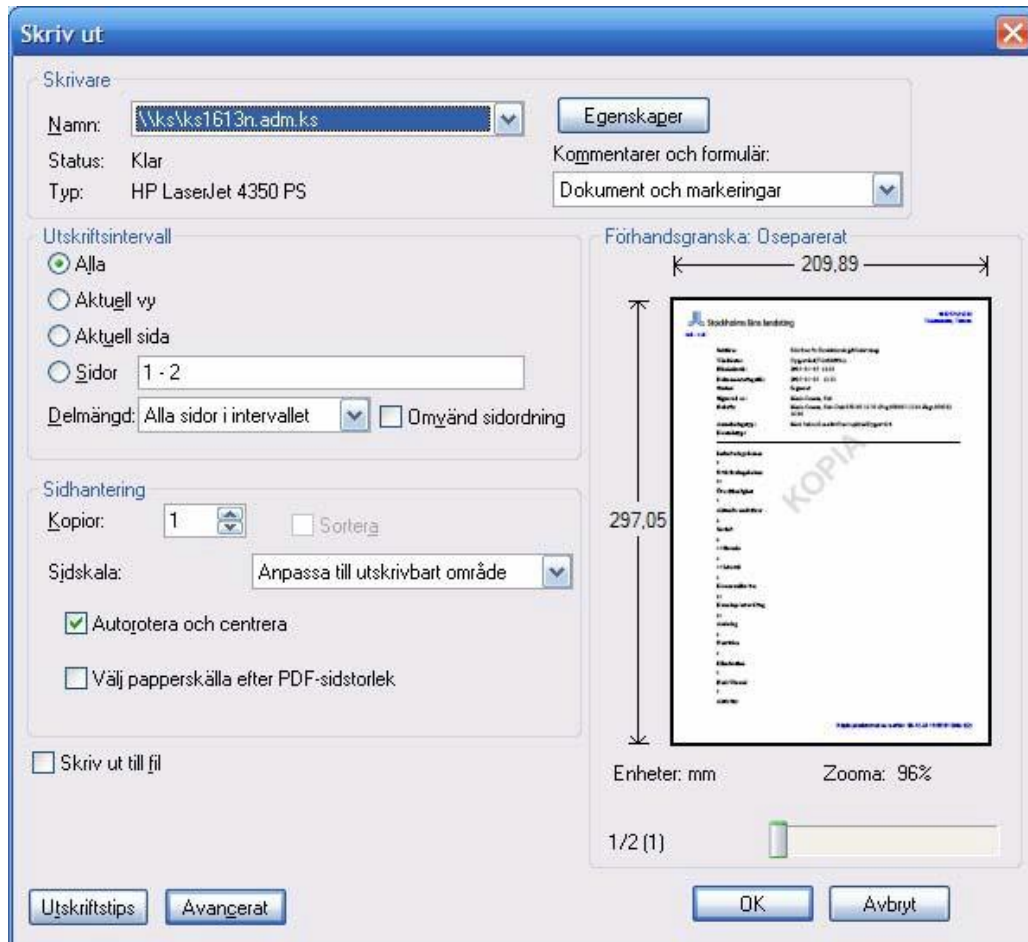 Skriv ut
Skrivare
Namn: \\ks\ks1613n.adm.ks
Egenskaper
Status: Klar
Kommentarer och formulär:
Typ: HP LaserJet 4350 PS
Dokument och markeringar
Utskriftsintervall
Alla
Aktuell vy
Aktuell sida
Sidor 1 - 2
Delmängd: Alla sidor i intervallet Omvänd sidordning
Sidhantering
Kopior: 1 Sortera
Sidskala: Anpassa till utskrivbart område
Autorotera och centrera
Välj papperskälla efter PDF-sidstorlek
Skriv ut till fil
Förhandsgranska: Oseparerat
209,89
Stockholms läns landsting
KOPIA
297,05
Enheter: mm Zooma: 96%
1/2 (1)
Utskriftstips Avancerat OK Avbryt